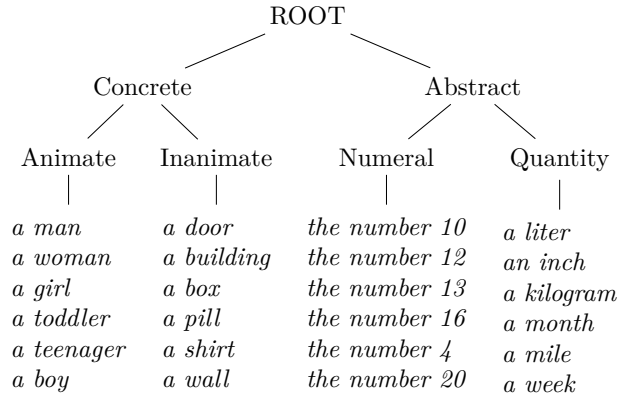 ROOT
Concrete Abstract
Animate Inanimate Numeral Quantity
a man a door the number 10 a liter
a woman a building the number 12 an inch
a girl a box the number 13 a kilogram
a toddler a pill the number 16 a month
a teenager a shirt the number 4 a mile
a boy a wall the number 20 a week